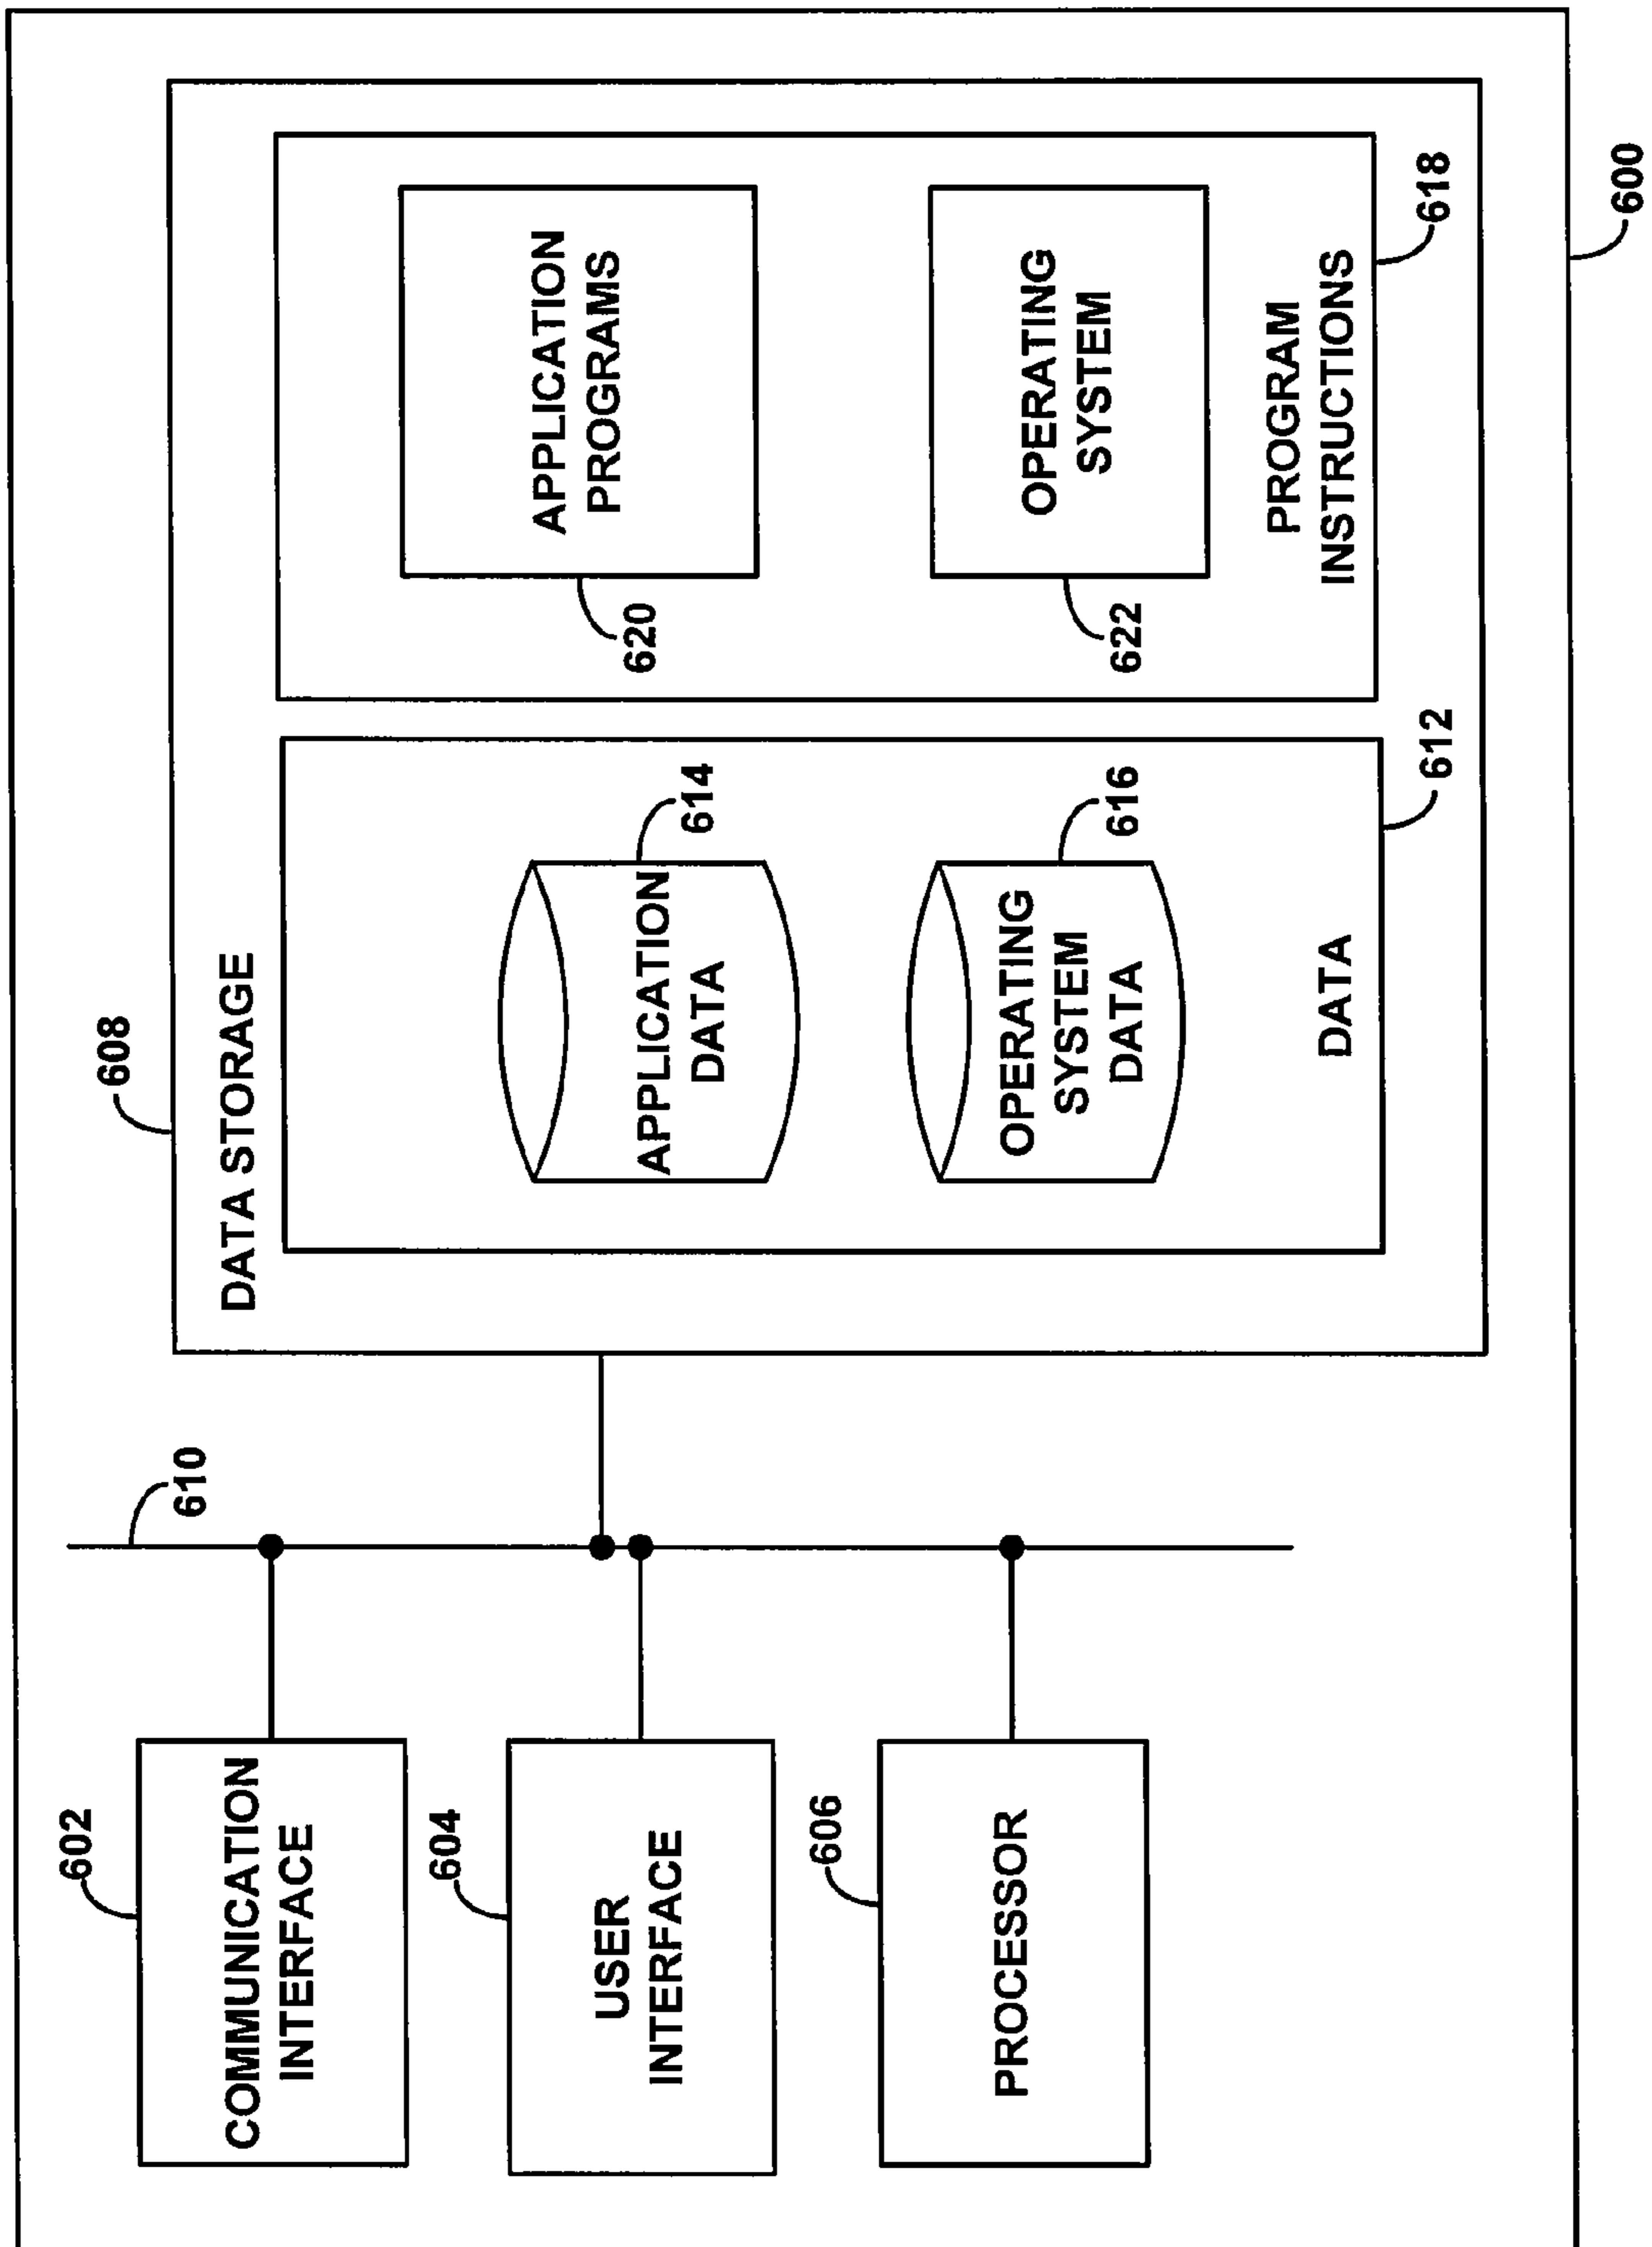 602
COMMUNICATION
INTERFACE
604
USER
INTERFACE
606
PROCESSOR
610
608
DATA STORAGE
614
APPLICATION
DATA
616
OPERATING
SYSTEM
DATA
DATA
612
APPLICATION
PROGRAMS
620
OPERATING
SYSTEM
622
PROGRAM
INSTRUCTIONS
618
600